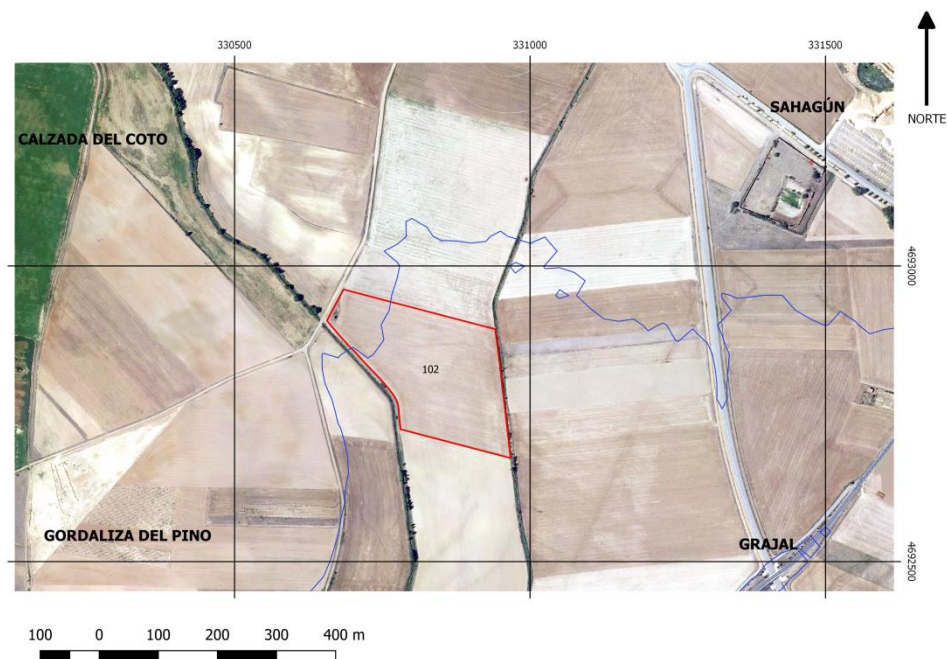 330500 331000 331500
SAHAGÚN
NORTE
CALZADA DEL COTO
4693000
102
GORDALIZA DEL PINO
GRAJAL
4692500
100 0 100 200 300 400 m